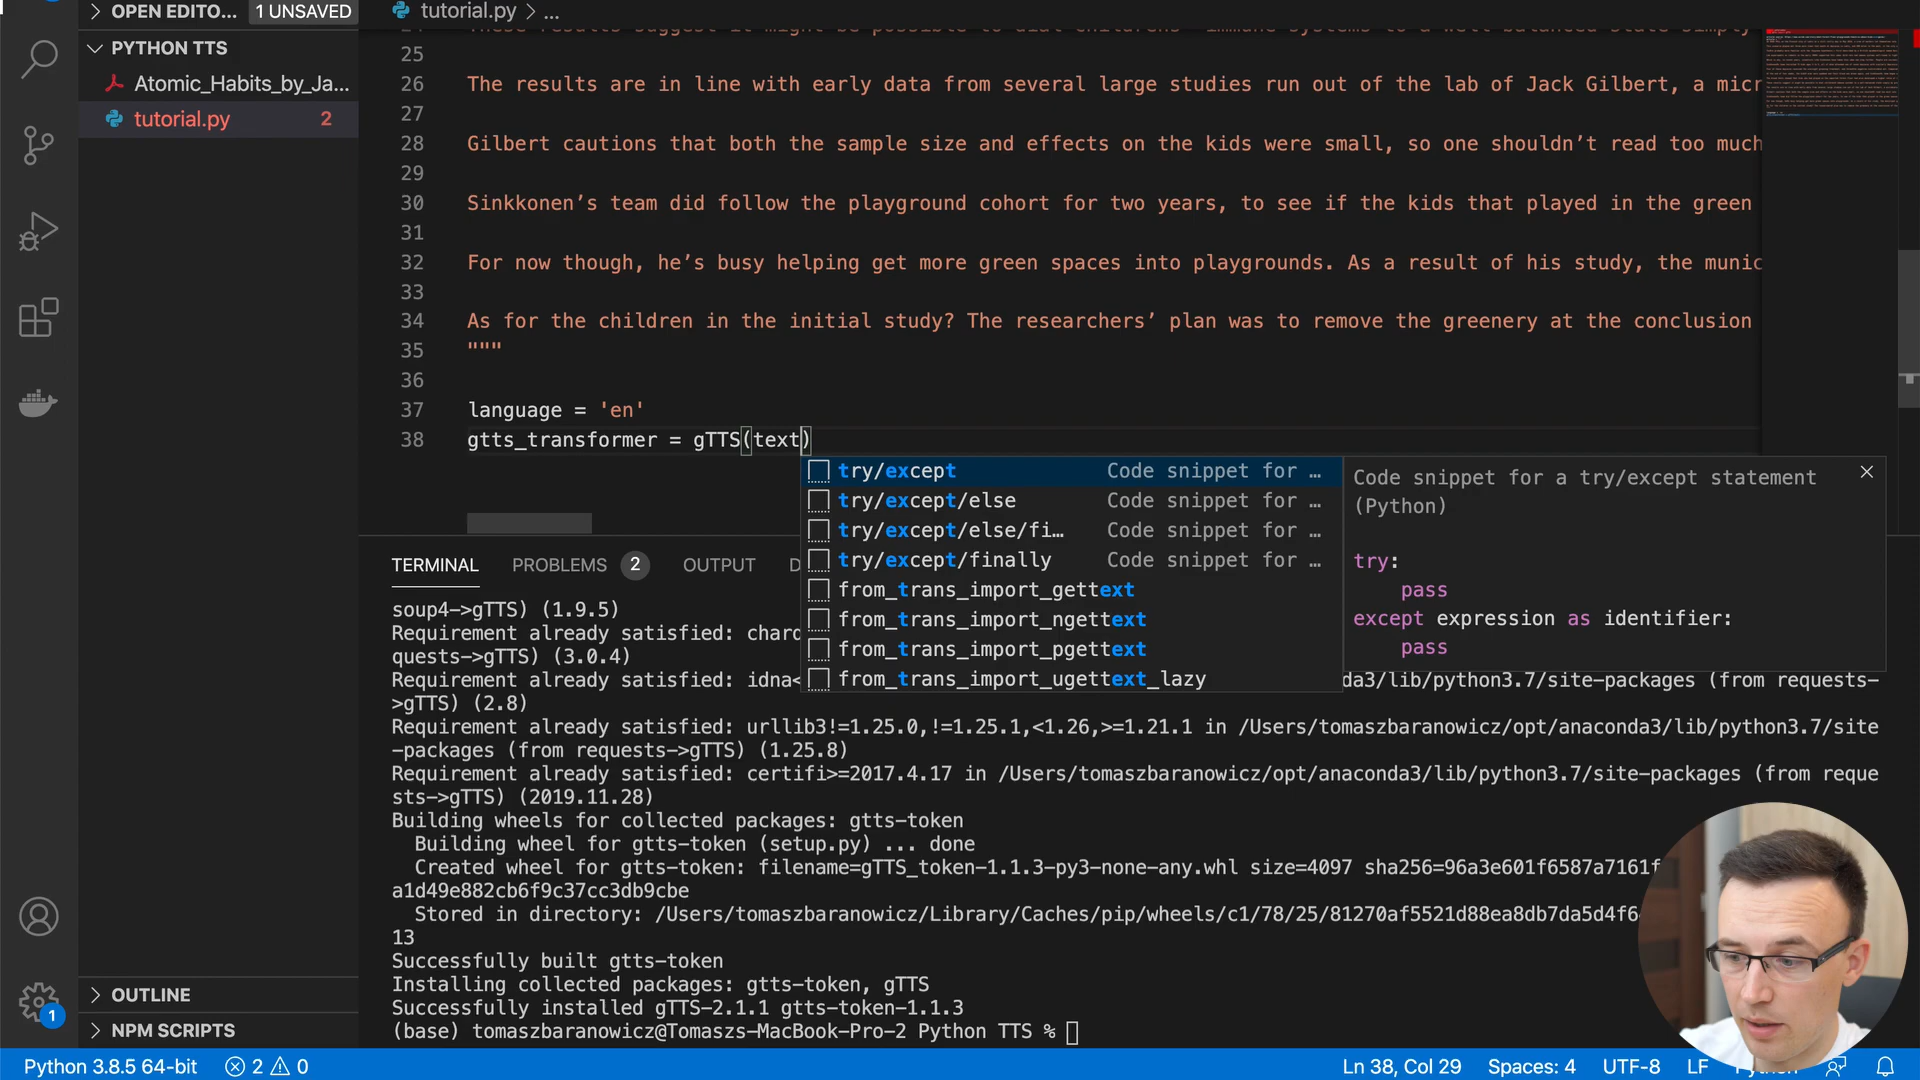 OPEN EDITO... 1 UNSAVED
tutorial.py > ...
PYTHON TTS
Atomic_Habits_by_Ja...
tutorial.py 2
25
26 The results are in line with early data from several large studies run out of the lab of Jack Gilbert, a micr
27
28 Gilbert cautions that both the sample size and effects on the kids were small, so one shouldn’t read too much
29
30 Sinkkonen’s team did follow the playground cohort for two years, to see if the kids that played in the green
31
32 For now though, he’s busy helping get more green spaces into playgrounds. As a result of his study, the munic
33
34 As for the children in the initial study? The researchers’ plan was to remove the greenery at the conclusion
35 """
36
37 language = 'en'
38 gtts_transformer = gTTS(text)
try/except Code snippet for …
try/except/else Code snippet for …
try/except/else/fi… Code snippet for …
try/except/finally Code snippet for …
from_trans_import_gettext
from_trans_import_ngettext
from_trans_import_pgettext
from_trans_import_ugettext_lazy
Code snippet for a try/except statement
(Python)
try:
pass
except expression as identifier:
pass
TERMINAL PROBLEMS 2 OUTPUT D
soup4->gTTS) (1.9.5)
Requirement already satisfied: chard
quests->gTTS) (3.0.4)
Requirement already satisfied: idna< da3/lib/python3.7/site-packages (from requests-
>gTTS) (2.8)
Requirement already satisfied: urllib3!=1.25.0,!=1.25.1,<1.26,>=1.21.1 in /Users/tomaszbaranowicz/opt/anaconda3/lib/python3.7/site
-packages (from requests->gTTS) (1.25.8)
Requirement already satisfied: certifi>=2017.4.17 in /Users/tomaszbaranowicz/opt/anaconda3/lib/python3.7/site-packages (from reque
sts->gTTS) (2019.11.28)
Building wheels for collected packages: gtts-token
Building wheel for gtts-token (setup.py) ... done
Created wheel for gtts-token: filename=gTTS_token-1.1.3-py3-none-any.whl size=4097 sha256=96a3e601f6587a7161f
a1d49e882cb6f9c37cc3db9cbe
Stored in directory: /Users/tomaszbaranowicz/Library/Caches/pip/wheels/c1/78/25/81270af5521d88ea8db7da5d4f6
13
Successfully built gtts-token
Installing collected packages: gtts-token, gTTS
Successfully installed gTTS-2.1.1 gtts-token-1.1.3
(base) tomaszbaranowicz@Tomaszs-MacBook-Pro-2 Python TTS %
OUTLINE
NPM SCRIPTS
1
Python 3.8.5 64-bit 2 0 Ln 38, Col 29 Spaces: 4 UTF-8 LF